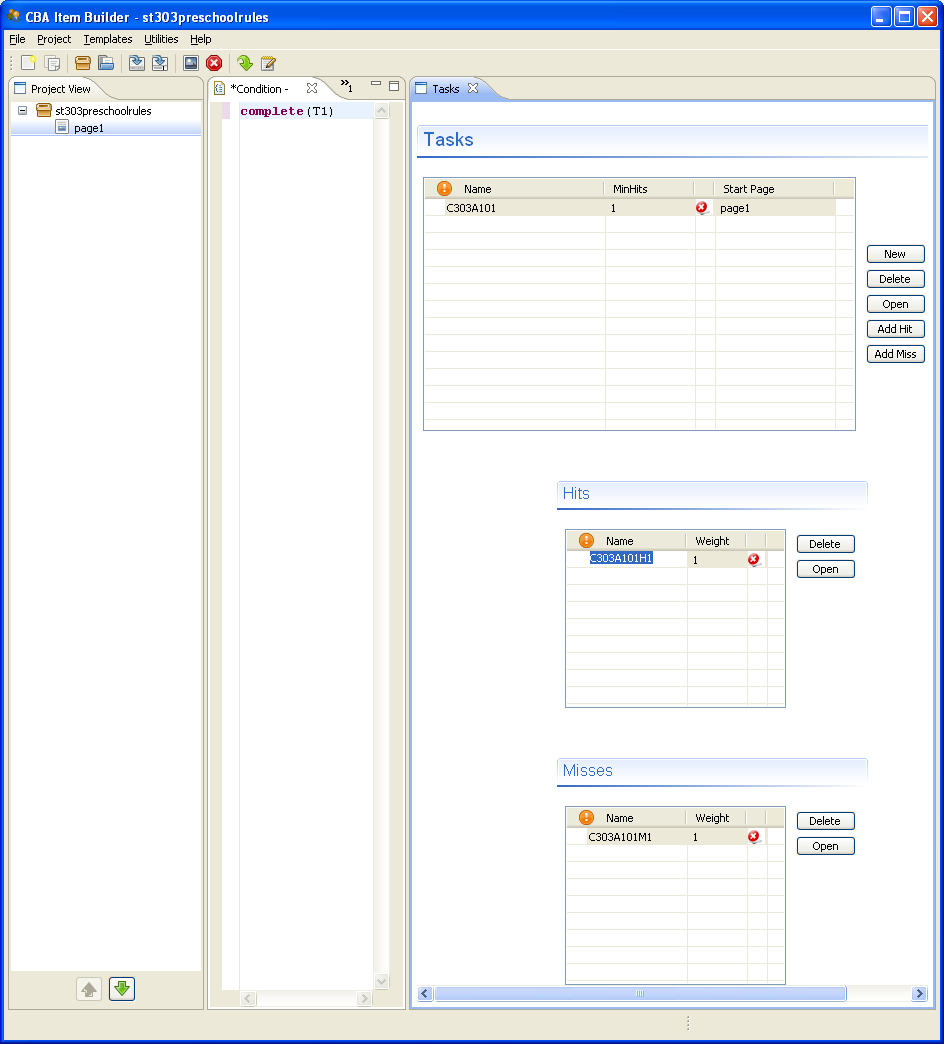 CBA Item Builder - st303preschoolrules
File Project Templates Utilities Help
Project View
st303preschoolrules
page1
*Condition -
»1
complete(T1)
Tasks
Tasks
Name MinHits Start Page
C303A101 1 page1
New
Delete
Open
Add Hit
Add Miss
Hits
Name Weight
C303A101H1 1
Delete
Open
Misses
Name Weight
C303A101M1 1
Delete
Open